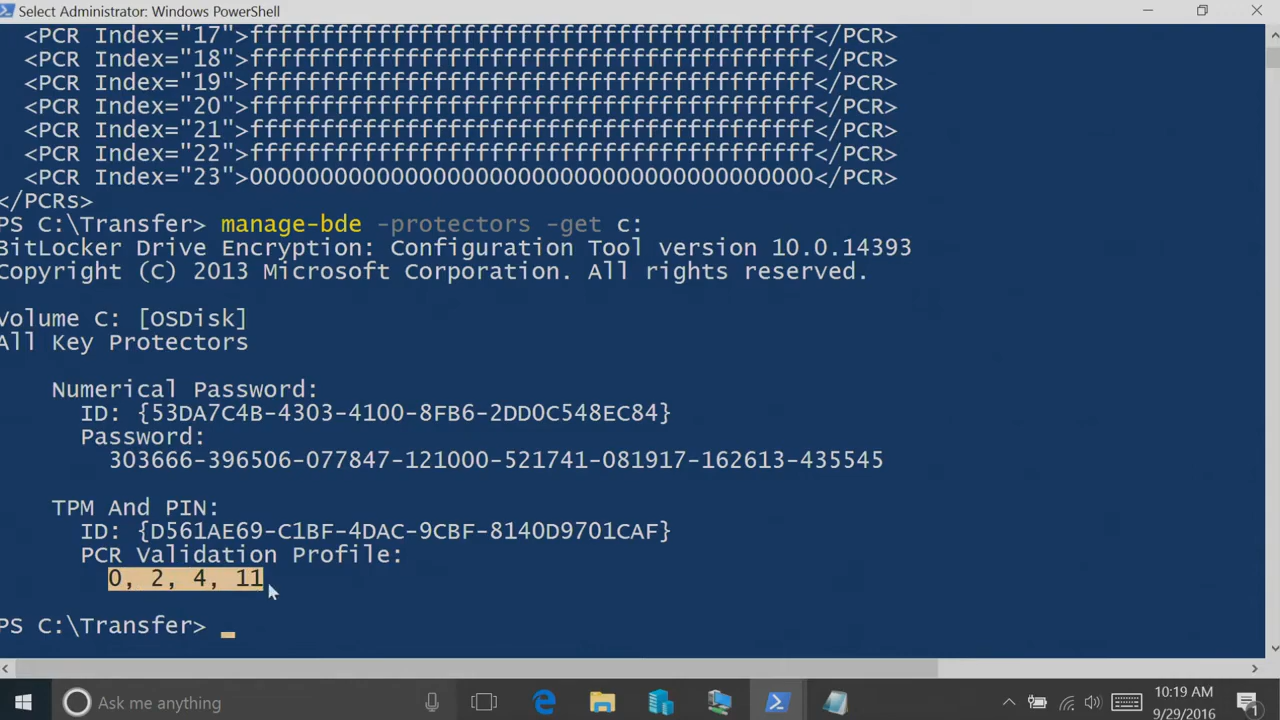 Select Administrator: Windows PowerShell
<PCR Index="17">ffffffffffffffffffffffffffffffffffffffff</PCR>
<PCR Index="18">ffffffffffffffffffffffffffffffffffffffff</PCR>
<PCR Index="19">ffffffffffffffffffffffffffffffffffffffff</PCR>
<PCR Index="20">ffffffffffffffffffffffffffffffffffffffff</PCR>
<PCR Index="21">ffffffffffffffffffffffffffffffffffffffff</PCR>
<PCR Index="22">ffffffffffffffffffffffffffffffffffffffff</PCR>
<PCR Index="23">0000000000000000000000000000000000000000</PCR>
</PCRs>
PS C:\Transfer> manage-bde -protectors -get c:
BitLocker Drive Encryption: Configuration Tool version 10.0.14393
Copyright (C) 2013 Microsoft Corporation. All rights reserved.
Volume C: [OSDisk]
All Key Protectors
Numerical Password:
ID: {53DA7C4B-4303-4100-8FB6-2DD0C548EC84}
Password:
303666-396506-077847-121000-521741-081917-162613-435545
TPM And PIN:
ID: {D561AE69-C1BF-4DAC-9CBF-8140D9701CAF}
PCR Validation Profile:
0, 2, 4, 11
PS C:\Transfer>
Ask me anything
10:19 AM
9/29/2016
1